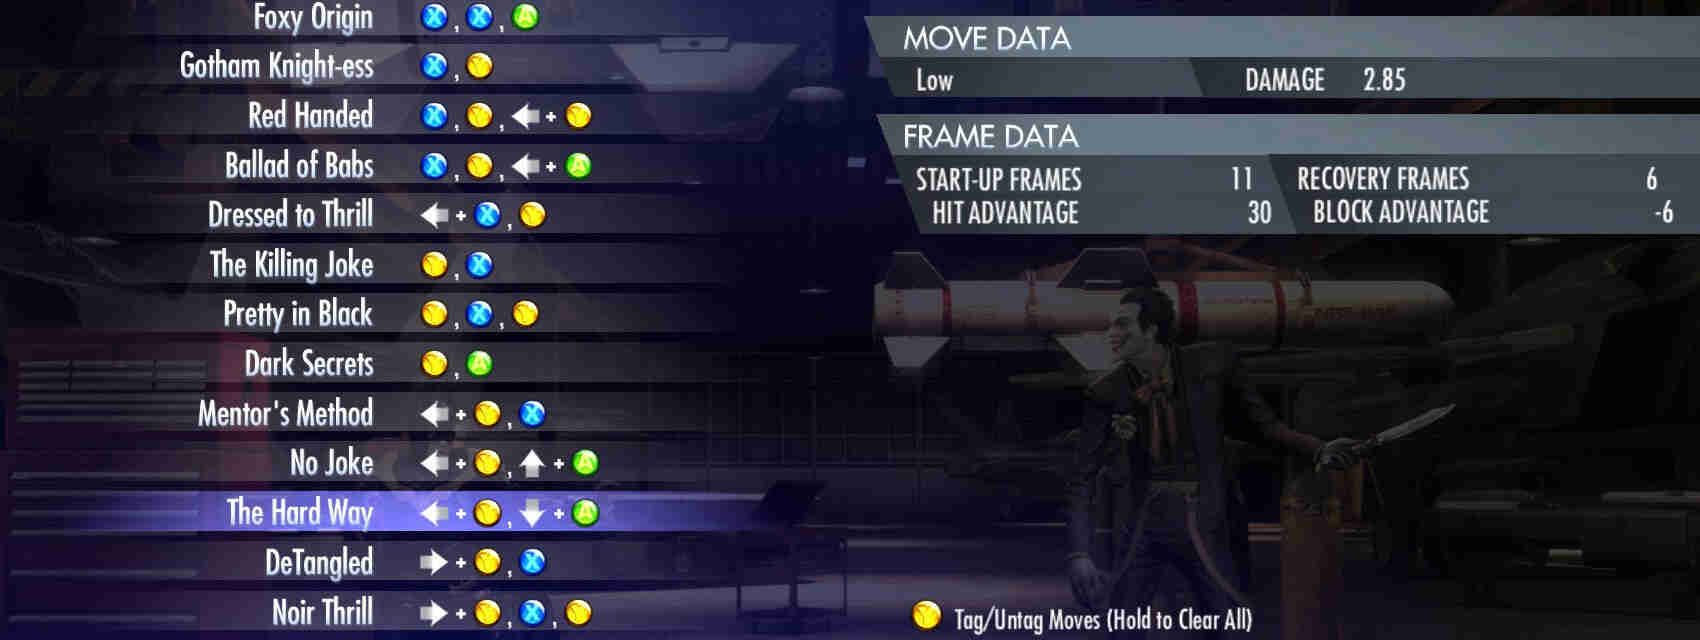 Foxy Origin X, X, A
Gotham Knight-ess X, Y
Red Handed X, Y, ← + Y
Ballad of Babs X, Y, ← + A
Dressed to Thrill ← + X, Y
The Killing Joke Y, X
Pretty in Black Y, X, Y
Dark Secrets Y, A
Mentor's Method ← + Y, X
No Joke ← + Y, ↑ + A
The Hard Way ← + Y, ↓ + A
DeTangled → + Y, X
Noir Thrill → + Y, X, Y
MOVE DATA
Low DAMAGE 2.85
FRAME DATA
START-UP FRAMES 11 RECOVERY FRAMES 6
HIT ADVANTAGE 30 BLOCK ADVANTAGE -6
Y Tag/Untag Moves (Hold to Clear All)